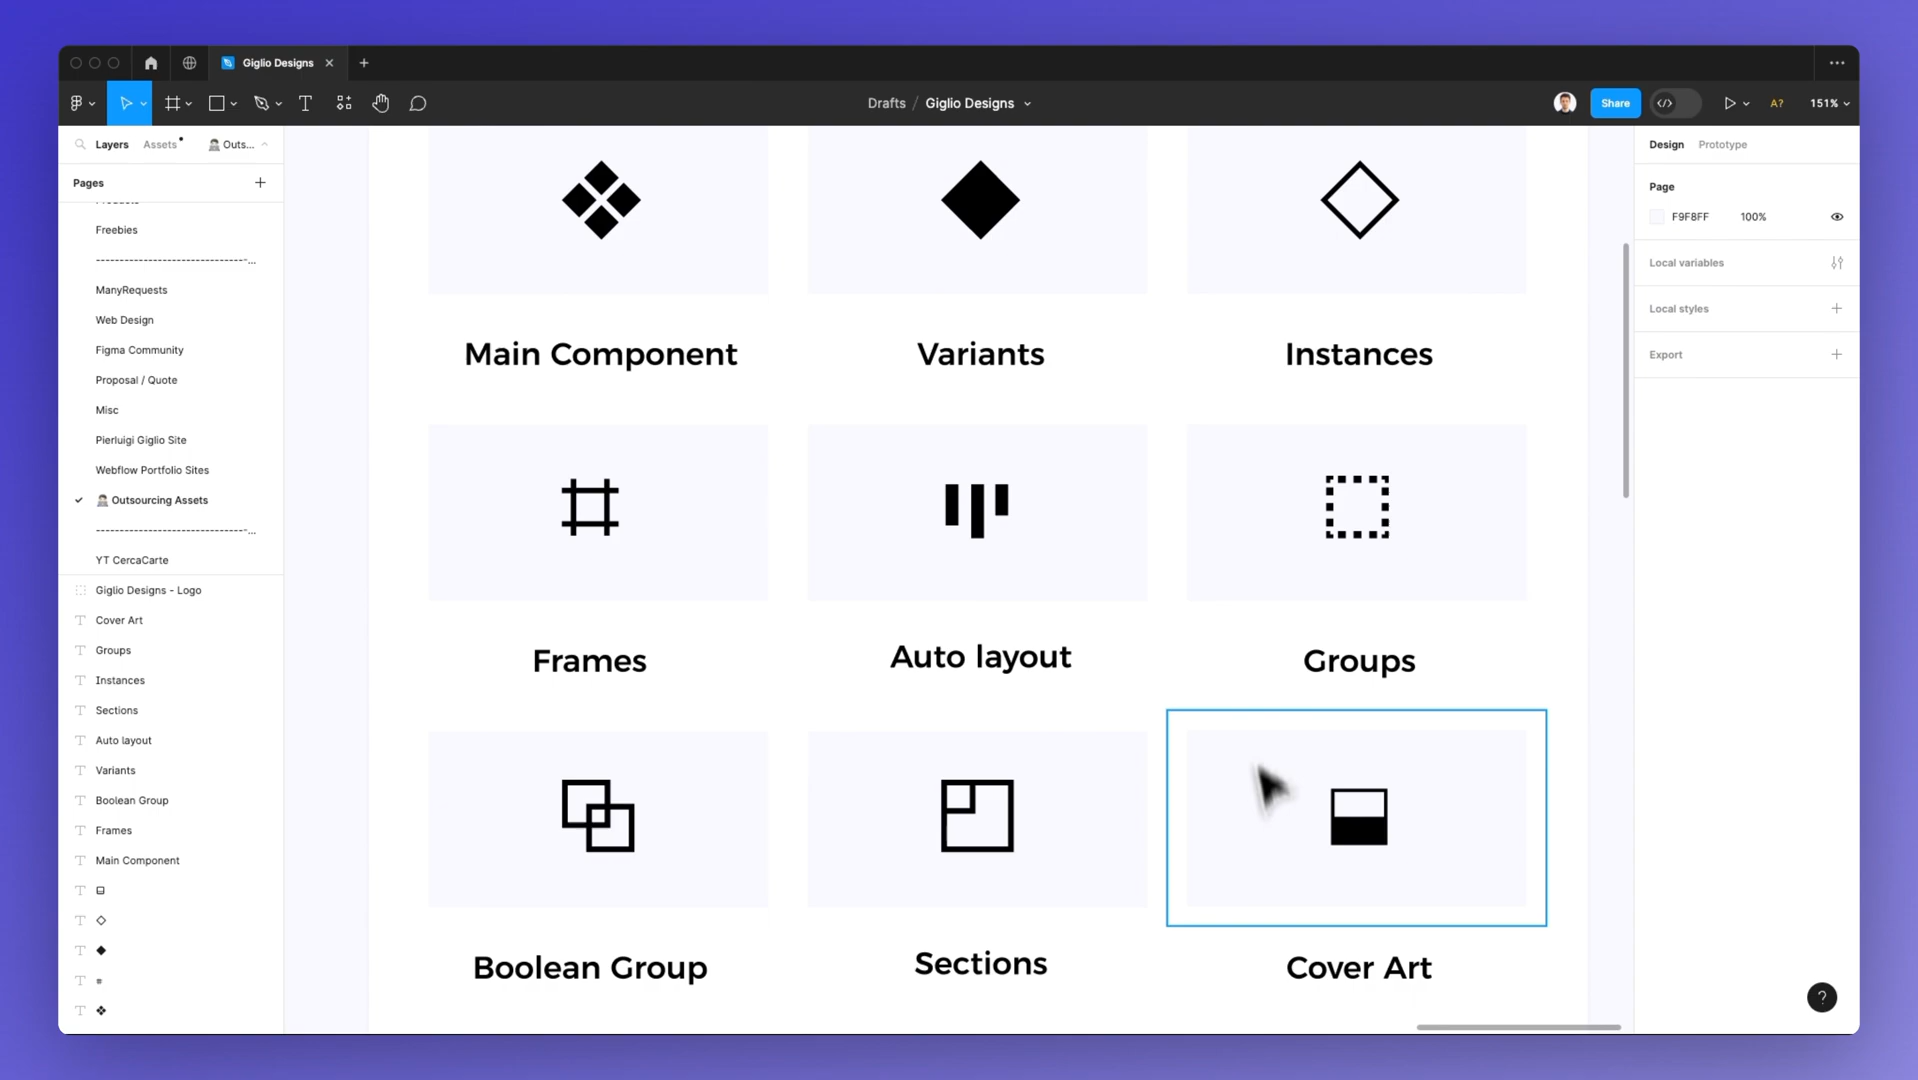 Giglio Designs
Drafts / Giglio Designs
Share
A?
151%
Layers
Assets
Outs...
Pages
Freebies
-------------------------------...
ManyRequests
Web Design
Figma Community
Proposal / Quote
Misc
Pierluigi Giglio Site
Webflow Portfolio Sites
Outsourcing Assets
-------------------------------...
YT CercaCarte
Giglio Designs - Logo
Cover Art
Groups
Instances
Sections
Auto layout
Variants
Boolean Group
Frames
Main Component
Main Component
Variants
Instances
Frames
Auto layout
Groups
Boolean Group
Sections
Cover Art
Design
Prototype
Page
F9F8FF
100%
Local variables
Local styles
Export
?